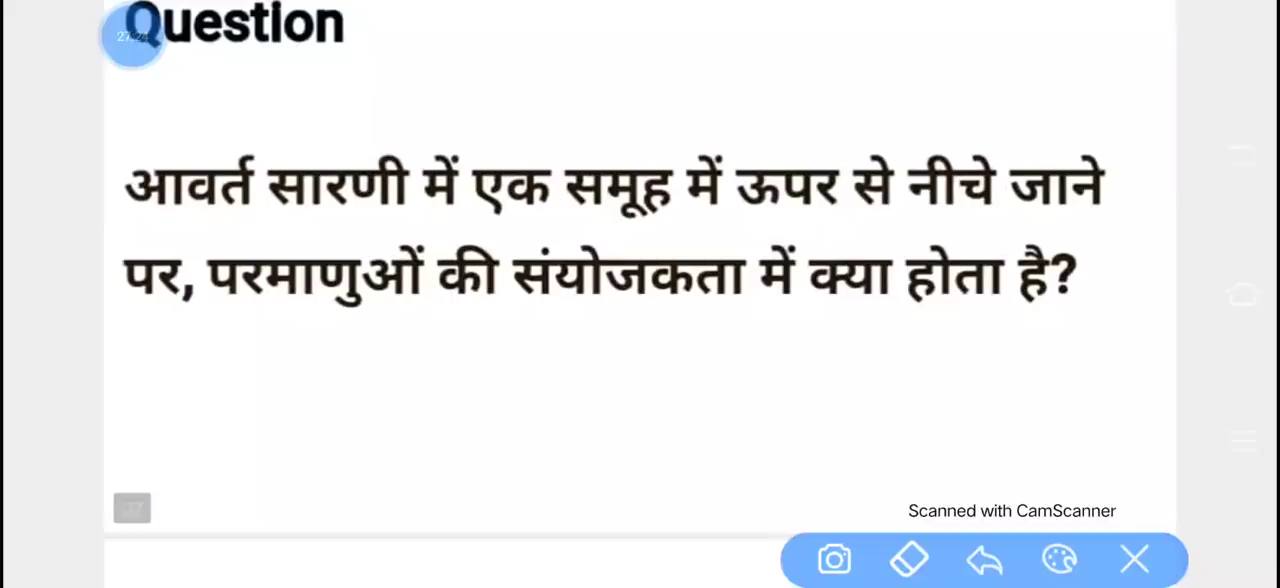 Question
आवर्त सारणी में एक समूह में ऊपर से नीचे जाने
पर, परमाणुओं की संयोजकता में क्या होता है?
Scanned with CamScanner